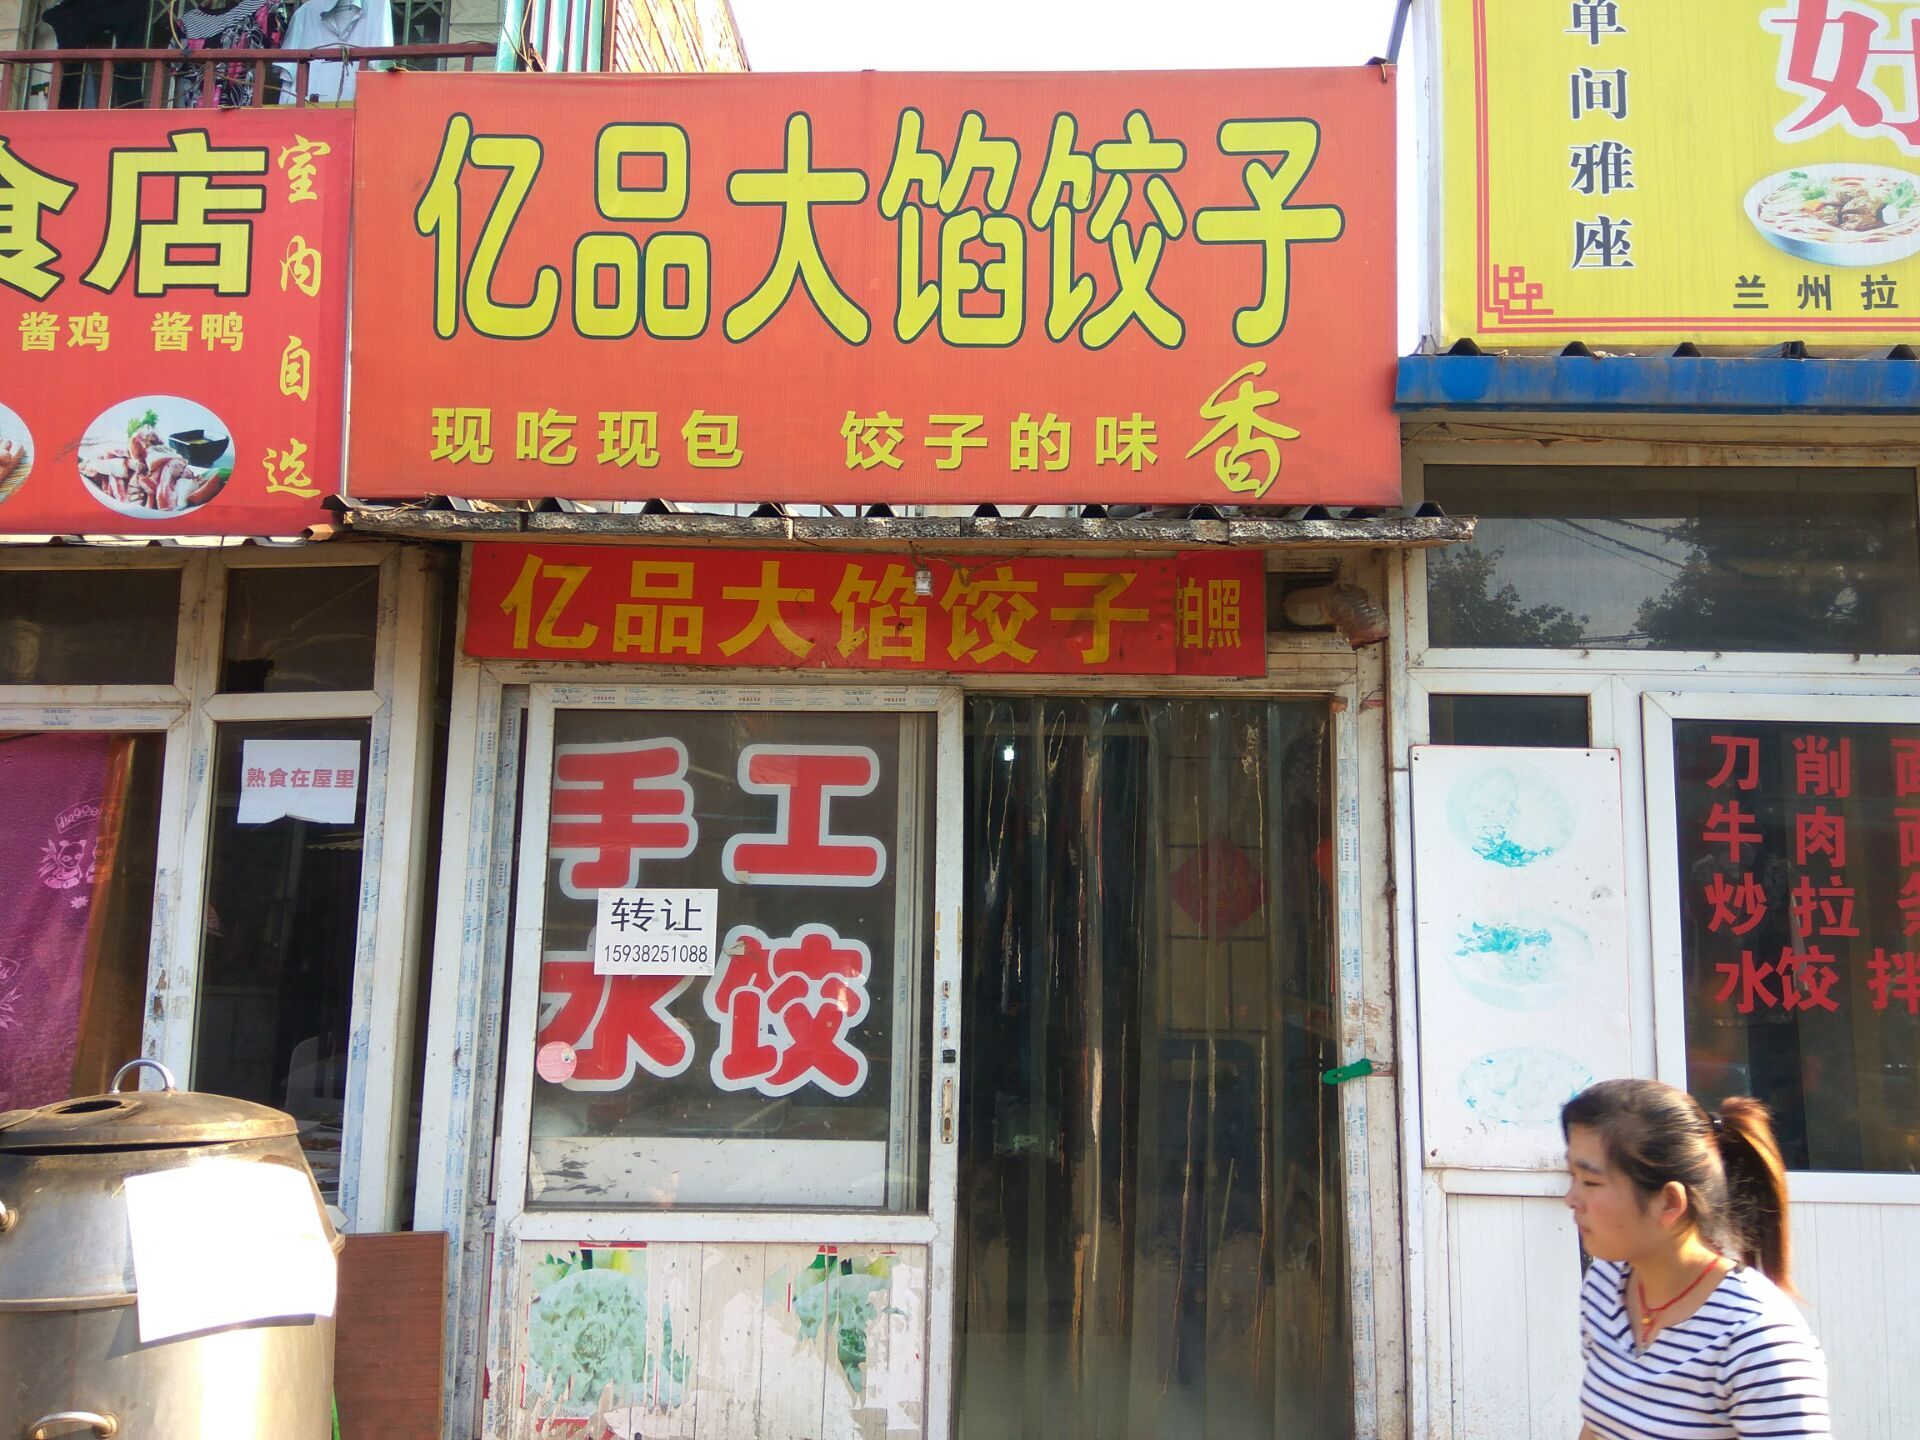 食店
酱鸡 酱鸭
室内自选
亿品大馅饺子
现吃现包 饺子的味香
单间雅座
好
兰州拉
亿品大馅饺子
拍照
熟食在屋里
手工
水饺
转让
15938251088
刀削面
牛肉面
炒拉条
水饺 拌